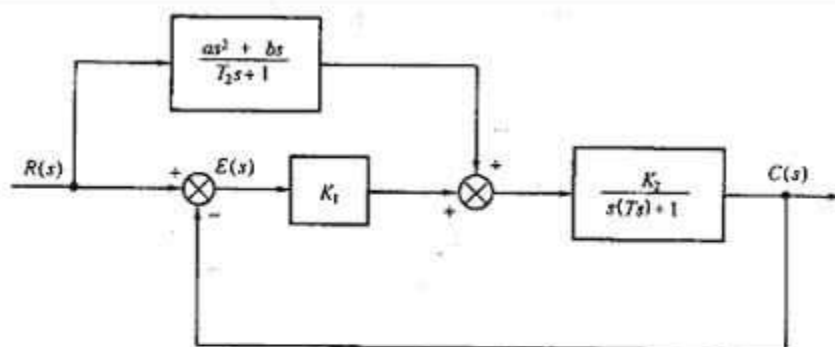 as² + bs
T₂s+1
R(s)
+
E(s)
-
K₁
+
+
K₂
s(Ts)+1
C(s)